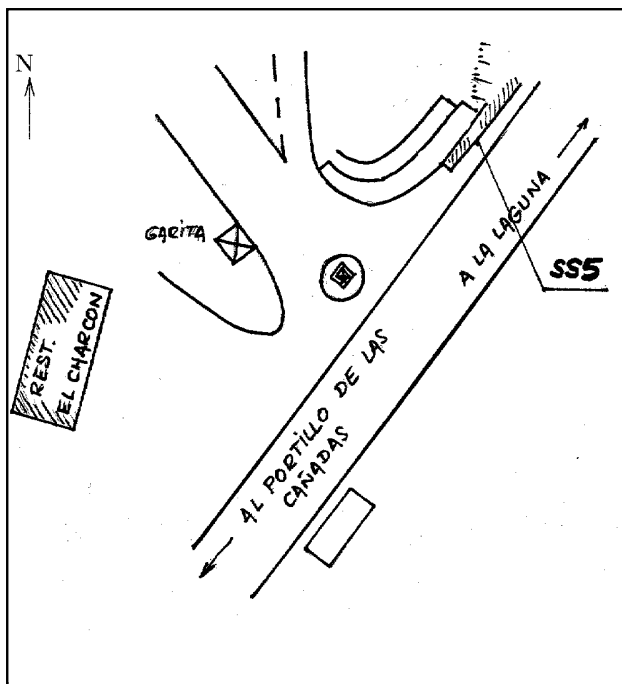 N
GARITA
A LA LAGUNA
SS5
REST.
EL CHARCON
AL PORTILLO DE LAS
CAÑADAS